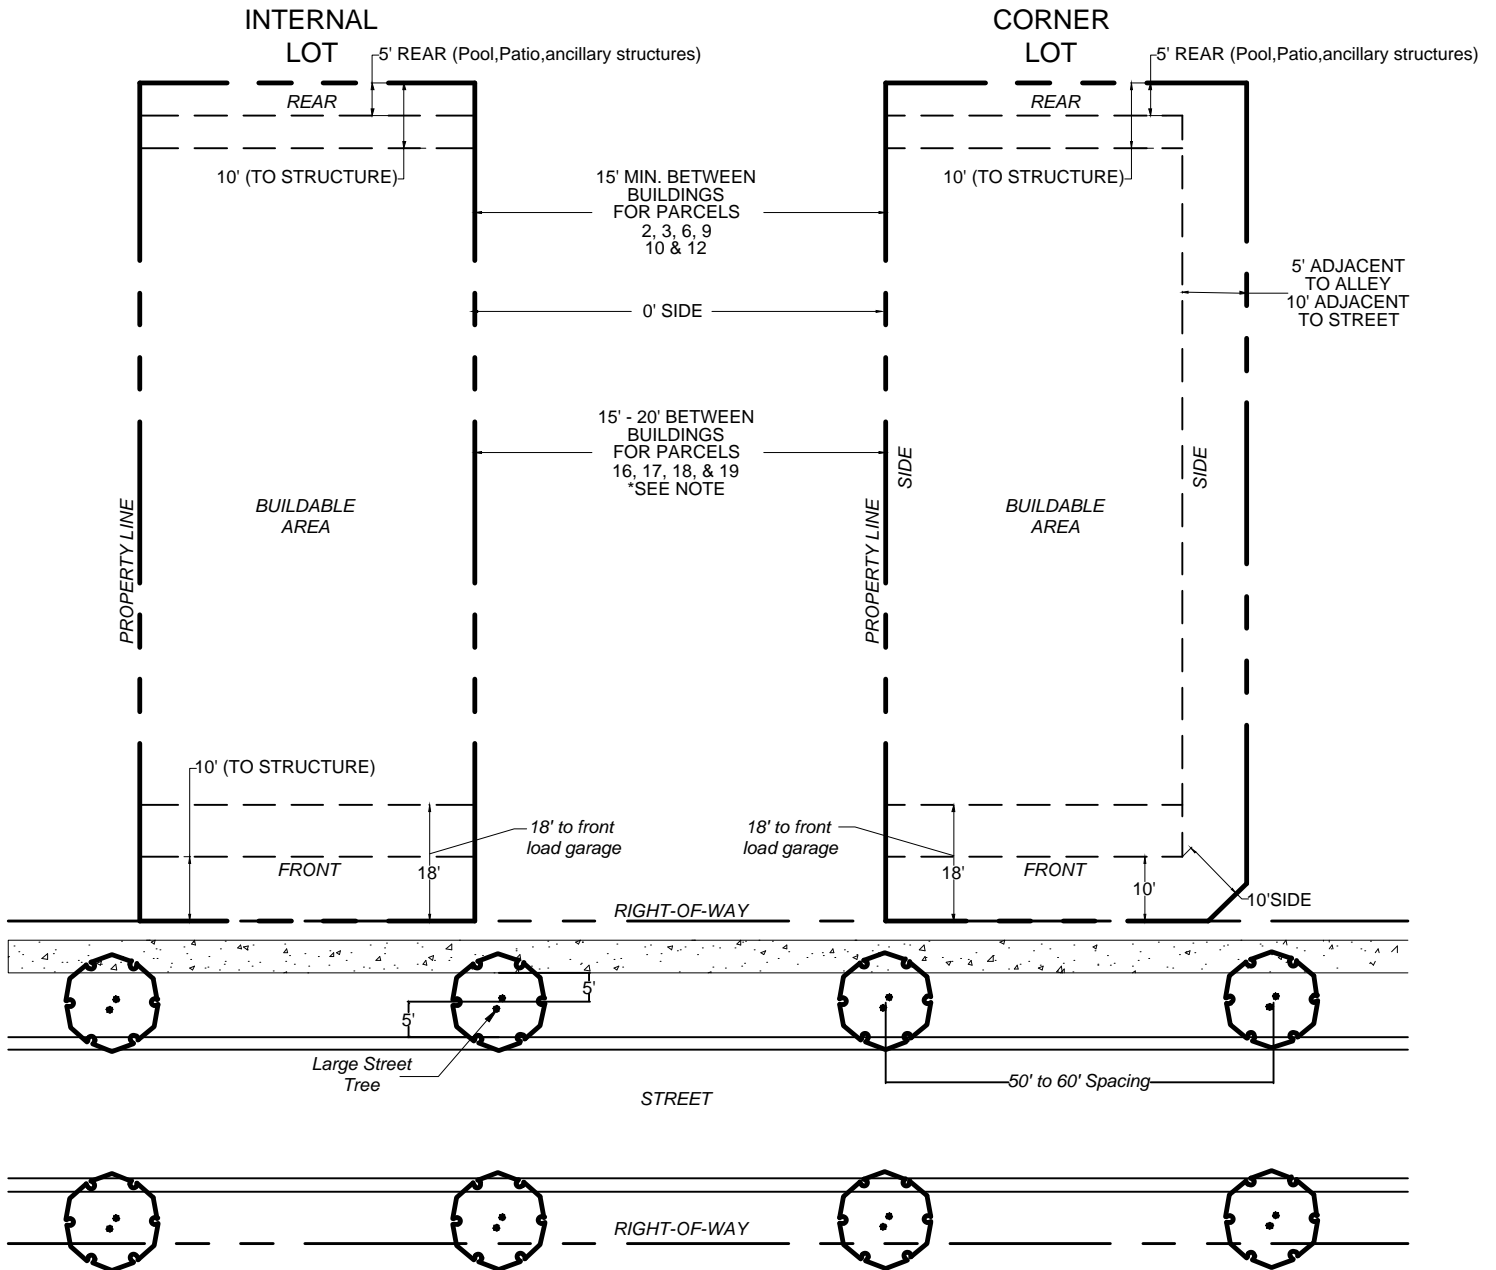 INTERNAL
LOT
CORNER
LOT
5' REAR (Pool,Patio,ancillary structures)
5' REAR (Pool,Patio,ancillary structures)
REAR
REAR
10' (TO STRUCTURE)
15' MIN. BETWEEN
BUILDINGS
FOR PARCELS
2, 3, 6, 9
10 & 12
10' (TO STRUCTURE)
5' ADJACENT
TO ALLEY
10' ADJACENT
TO STREET
0' SIDE
15' - 20' BETWEEN
BUILDINGS
FOR PARCELS
16, 17, 18, & 19
*SEE NOTE
SIDE
SIDE
PROPERTY LINE
BUILDABLE
AREA
PROPERTY LINE
BUILDABLE
AREA
10' (TO STRUCTURE)
18' to front
load garage
18' to front
load garage
FRONT
18'
18'
FRONT
10'
10'SIDE
RIGHT-OF-WAY
5'
5'
Large Street
Tree
50' to 60' Spacing
STREET
RIGHT-OF-WAY